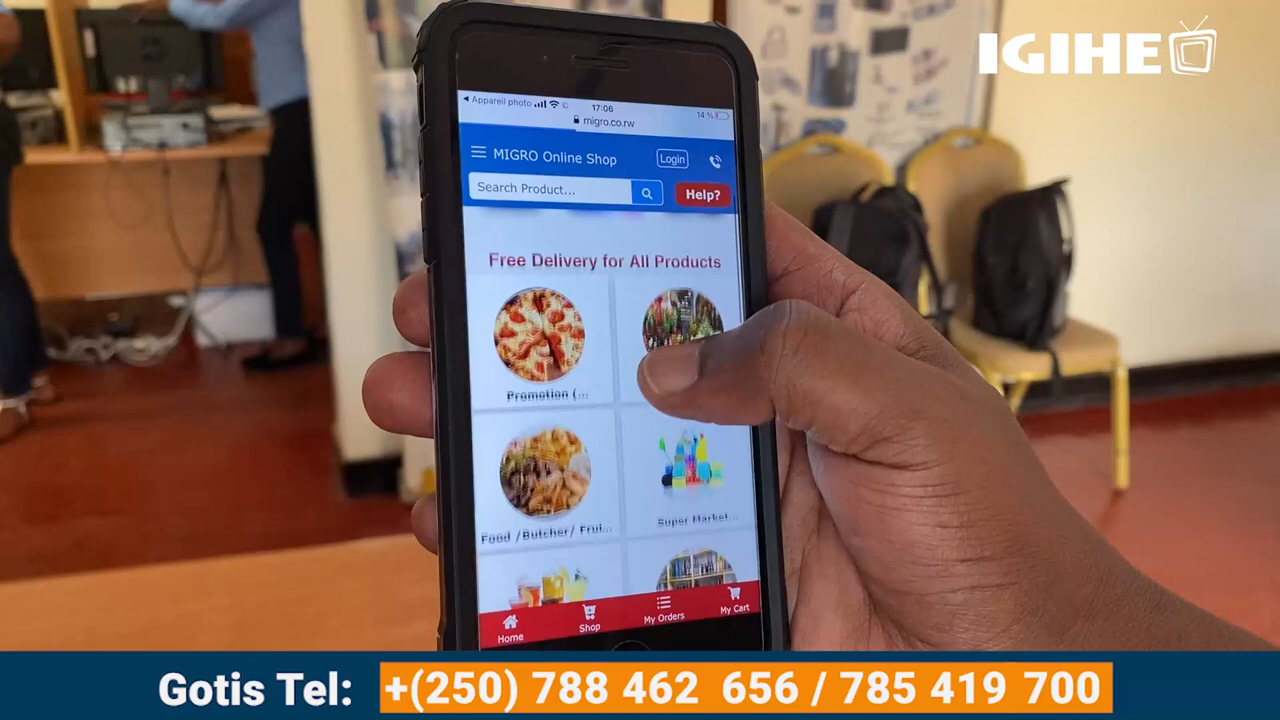 IGIHE
Appareil photo 17:06 14 %
migro.co.rw
MIGRO Online Shop Login
Search Product... Help?
Free Delivery for All Products
Promotion (...
Food /Butcher/ Frui...
Super Market...
Home Shop My Orders My Cart
Gotis Tel: +(250) 788 462 656 / 785 419 700